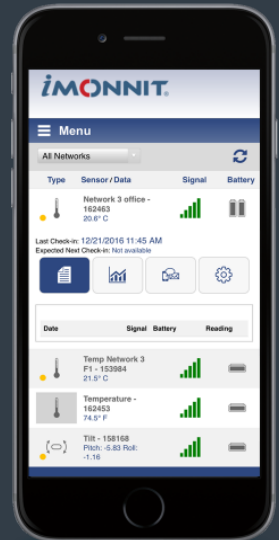 iMONNIT.
Menu
All Networks
Type Sensor/Data Signal Battery
Network 3 office -
162463
20.6° C
Last Check-in: 12/21/2016 11:45 AM
Expected Next Check-in: Not available
Date Signal Battery Reading
Temp Network 3
F1 - 153984
21.5° C
Temperature -
162453
74.5° F
Tilt - 158168
Pitch: -5.83 Roll:
-1.16